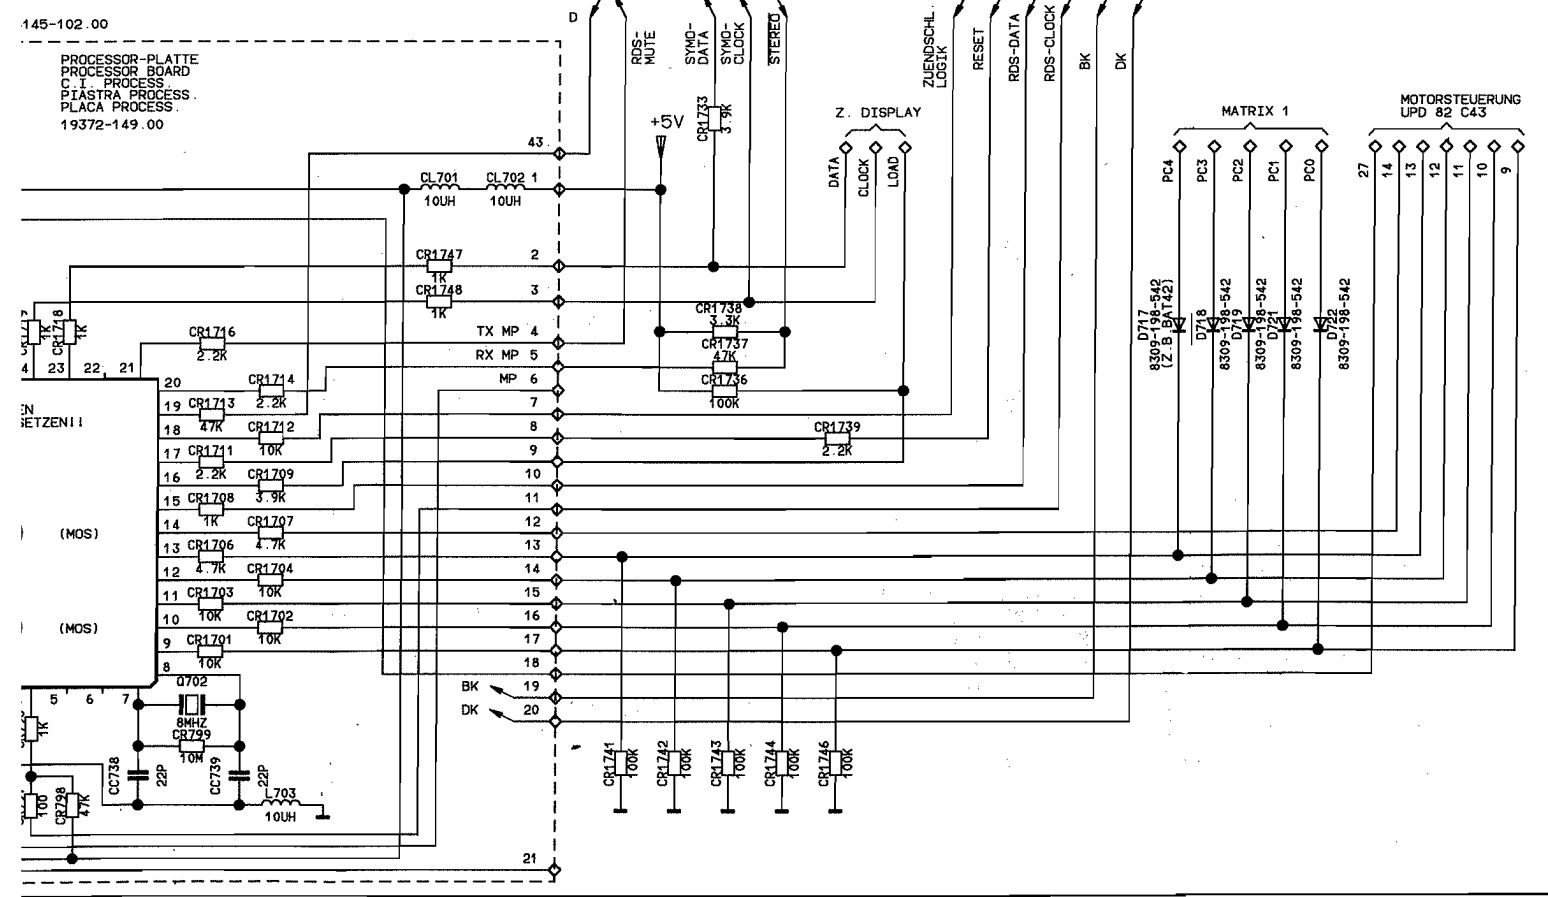 145-102.00
PROCESSOR-PLATTE
PROCESSOR BOARD
C.I. PROCESS.
PIASTRA PROCESS.
PLACA PROCESS.
19372-149.00
D
RDS-
MUTE
SYMO-
DATA
SYMO-
CLOCK
STEREO
ZUENDSCHL.
LOGIK
RESET
RDS-DATA
RDS-CLOCK
BK
DK
CR1733
3.9K
+5V
Z. DISPLAY
DATA
CLOCK
LOAD
MATRIX 1
PC4
PC3
PC2
PC1
PC0
MOTORSTEUERUNG
UPD 82 C43
27
14
13
12
11
10
9
43
CL701
10UH
CL702
10UH
1
CR1747
1K
2
CR1748
1K
3
1K
CR1718
1K
CR1716
2.2K
TX MP 4
RX MP 5
MP 6
CR1738
3.3K
CR1737
47K
CR1736
100K
D717
8309-198-542
(Z.B.BAT42)
D718
8309-198-542
D719
8309-198-542
D721
8309-198-542
D722
8309-198-542
4
23
22
21
EN
SETZEN!!
(MOS)
(MOS)
20
CR1714
2.2K
19
CR1713
47K
7
18
CR1712
10K
8
CR1739
2.2K
17
CR1711
2.2K
9
16
CR1709
3.9K
10
15
CR1708
1K
11
14
CR1707
4.7K
12
13
CR1706
4.7K
13
12
CR1704
10K
14
11
CR1703
10K
15
10
CR1702
10K
16
9
CR1701
10K
17
8
18
BK
19
DK
20
5
6
7
Q702
8MHZ
CR799
10M
1K
CC738
22P
CC739
22P
L703
10UH
100
CR798
47K
CR1741
100K
CR1742
100K
CR1743
100K
CR1744
100K
CR1746
100K
21